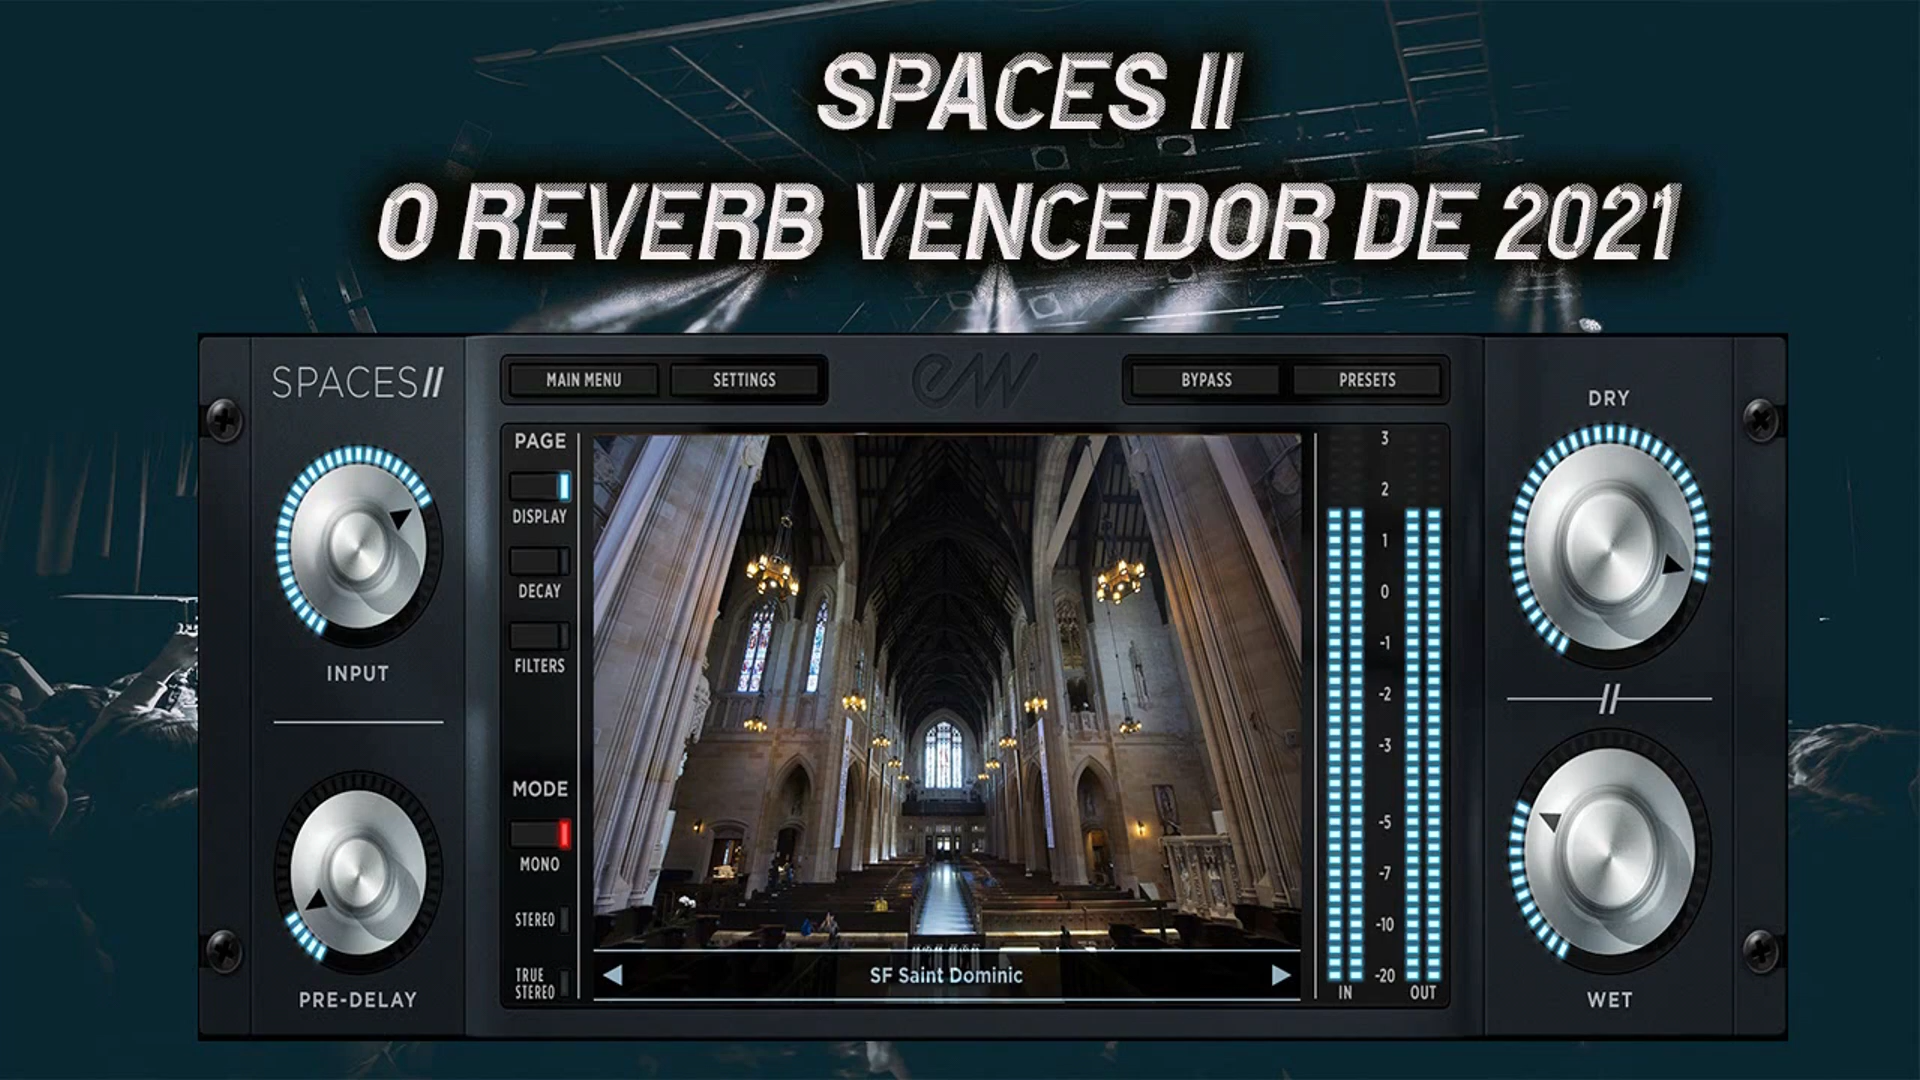 SPACES II
O REVERB VENCEDOR DE 2021
SPACES II
MAIN MENU
SETTINGS
ew
BYPASS
PRESETS
PAGE
DISPLAY
DECAY
FILTERS
MODE
MONO
STEREO
TRUE
STEREO
INPUT
PRE-DELAY
SF Saint Dominic
3
2
1
0
-1
-2
-3
-5
-7
-10
-20
IN
OUT
DRY
//
WET